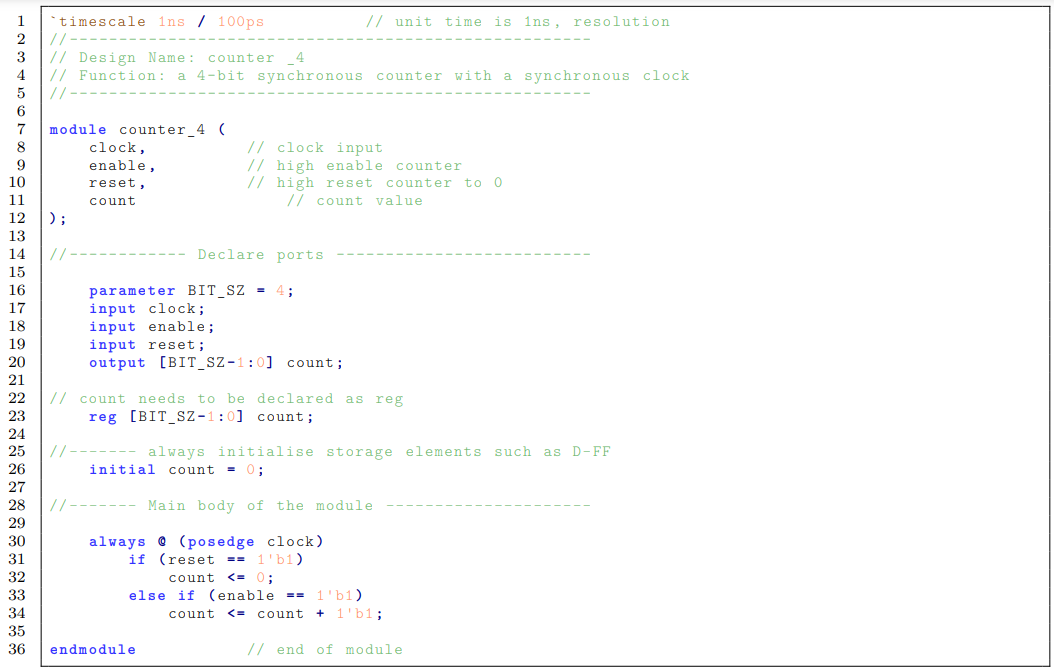 1 `timescale 1ns / 100ps // unit time is 1ns, resolution
2 //-----------------------------------------------------
3 // Design Name: counter _4
4 // Function: a 4-bit synchronous counter with a synchronous clock
5 //-----------------------------------------------------
6
7 module counter_4 (
8 clock, // clock input
9 enable, // high enable counter
10 reset, // high reset counter to 0
11 count // count value
12 );
13
14 //------------ Declare ports --------------------------
15
16 parameter BIT_SZ = 4;
17 input clock;
18 input enable;
19 input reset;
20 output [BIT_SZ-1:0] count;
21
22 // count needs to be declared as reg
23 reg [BIT_SZ-1:0] count;
24
25 //------- always initialise storage elements such as D-FF
26 initial count = 0;
27
28 //------- Main body of the module ---------------------
29
30 always @ (posedge clock)
31 if (reset == 1'b1)
32 count <= 0;
33 else if (enable == 1'b1)
34 count <= count + 1'b1;
35
36 endmodule // end of module